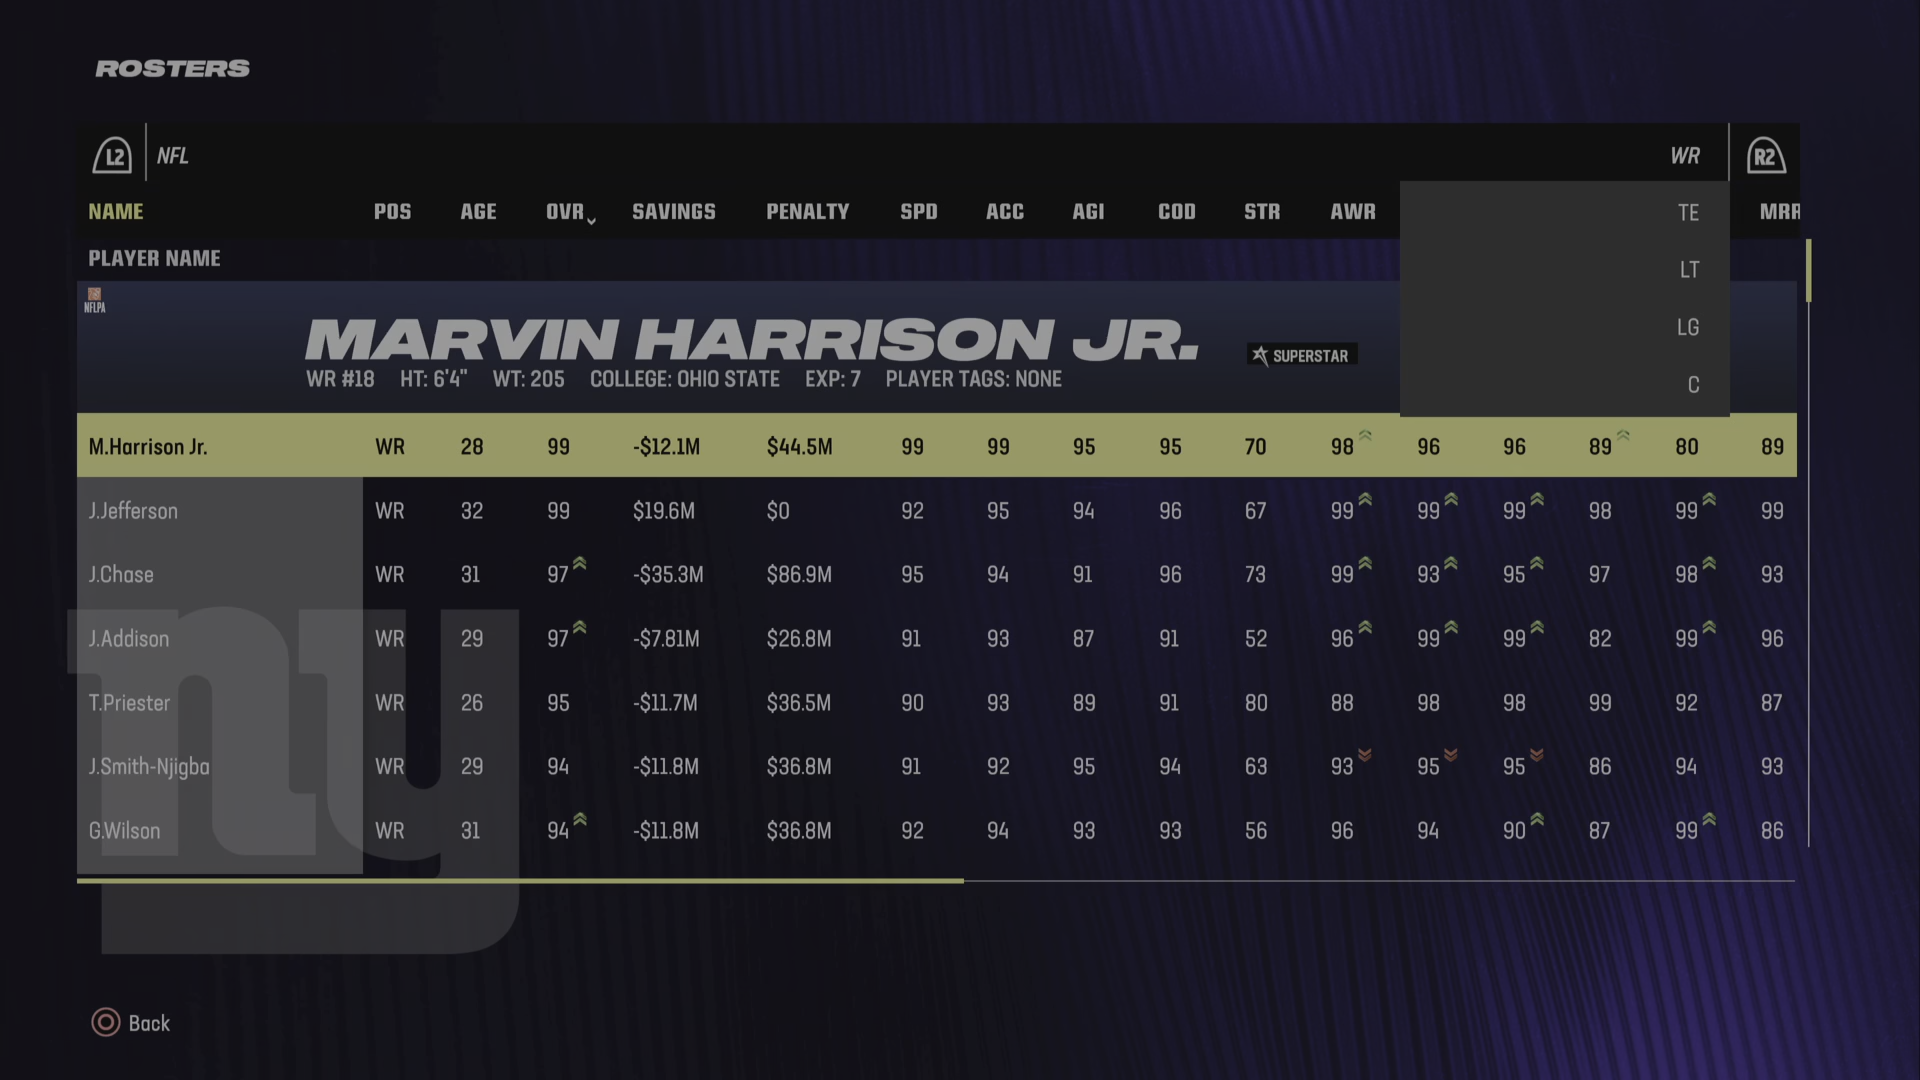 ROSTERS
L2 NFL WR R2
NAME POS AGE OVR SAVINGS PENALTY SPD ACC AGI COD STR AWR TE MRR
PLAYER NAME
LT
NFLPA
LG
MARVIN HARRISON JR. SUPERSTAR
WR #18 HT: 6'4" WT: 205 COLLEGE: OHIO STATE EXP: 7 PLAYER TAGS: NONE
C
M.Harrison Jr. WR 28 99 -$12.1M $44.5M 99 99 95 95 70 98 96 96 89 80 89
J.Jefferson WR 32 99 $19.6M $0 92 95 94 96 67 99 99 99 98 99 99
J.Chase WR 31 97 -$35.3M $86.9M 95 94 91 96 73 99 93 95 97 98 93
J.Addison WR 29 97 -$7.81M $26.8M 91 93 87 91 52 96 99 99 82 99 96
T.Priester WR 26 95 -$11.7M $36.5M 90 93 89 91 80 88 98 98 99 92 87
J.Smith-Njigba WR 29 94 -$11.8M $36.8M 91 92 95 94 63 93 95 95 86 94 93
G.Wilson WR 31 94 -$11.8M $36.8M 92 94 93 93 56 96 94 90 87 99 86
ny
Back